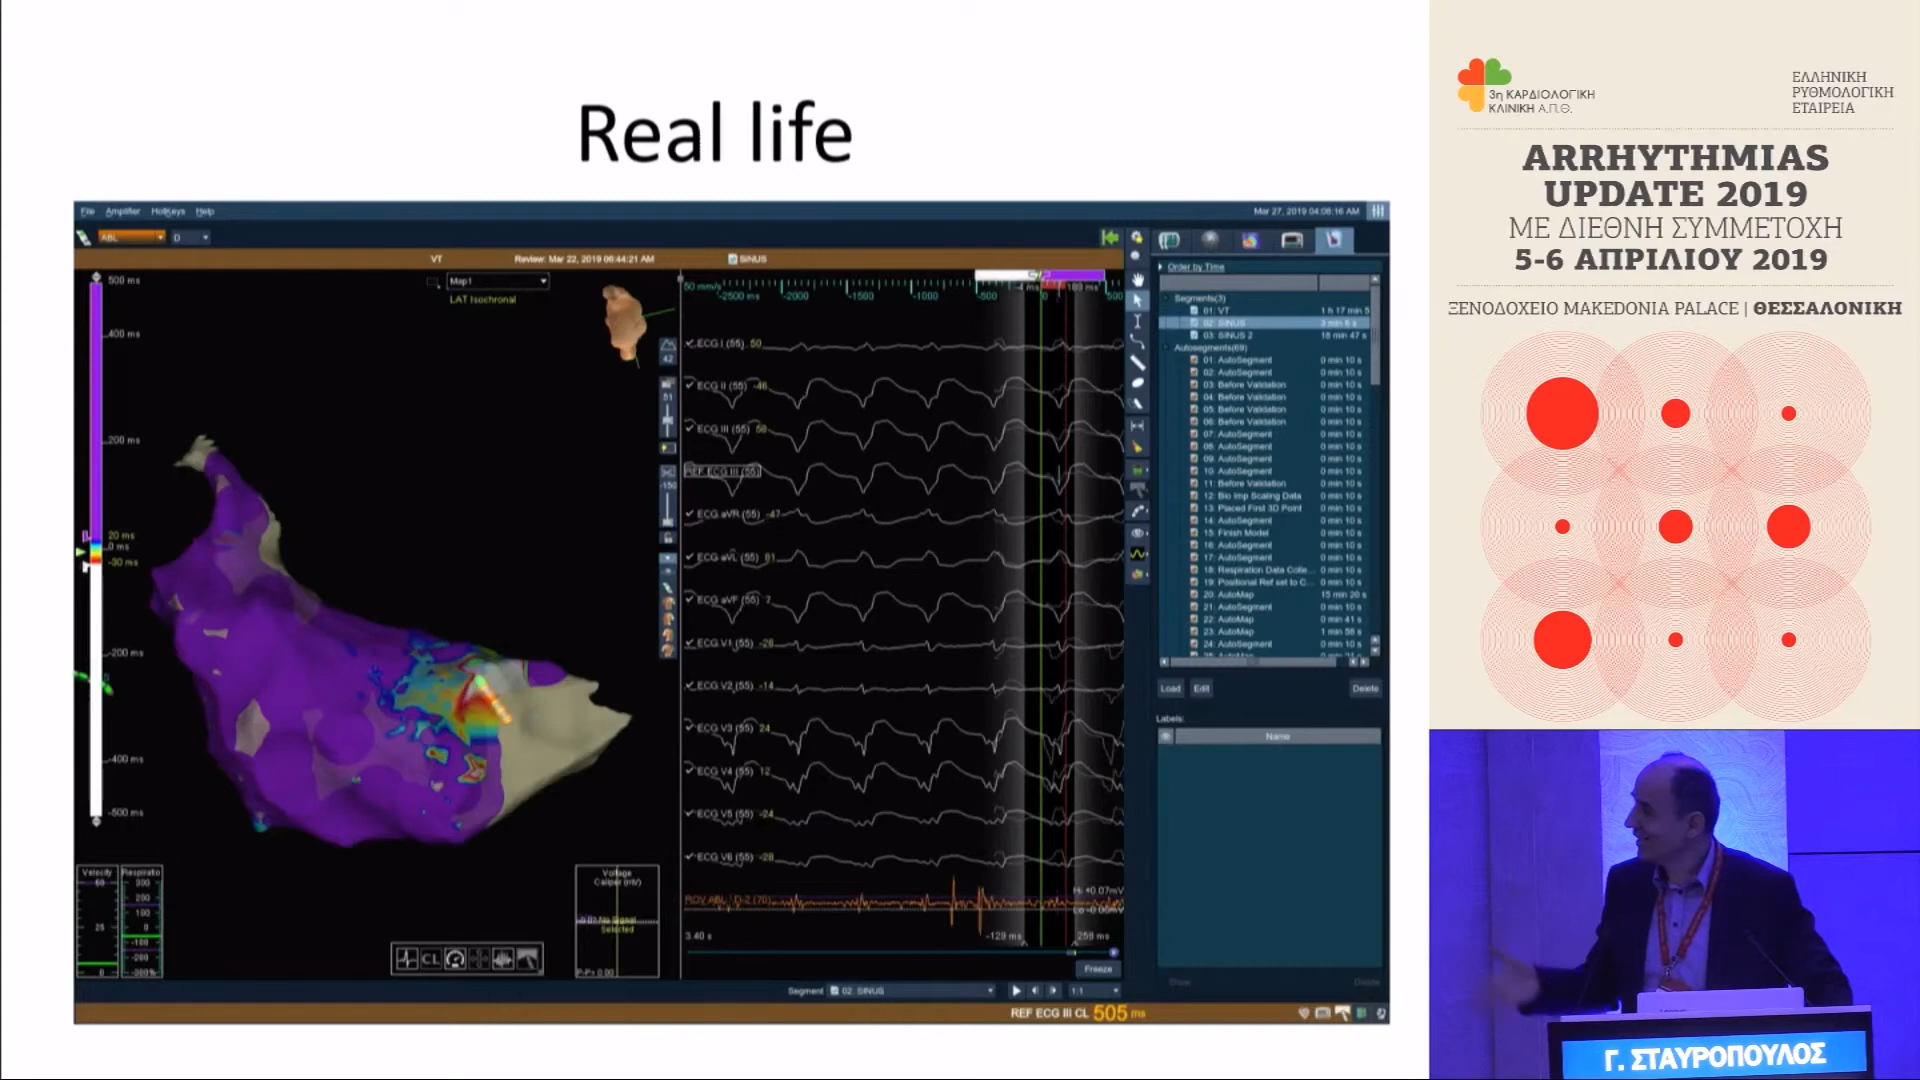 Real life
File Amplifier HotKeys Help
Mar 27, 2019 04:08:16 AM
ABL
D
VT
Review: Mar 22, 2019 06:44:21 AM
SINUS
500 ms
400 ms
200 ms
20 ms
0 ms
-30 ms
-200 ms
-400 ms
-500 ms
Map1
LAT Isochronal
42
51
50 mm/s
-2500 ms -2000 -1500 -1000 -500 0 500
-4 ms
189 ms
ECG I (55) 50
ECG II (55) -46
ECG III (55)
REF ECG III (55)
ECG aVR (55) -47
ECG aVL (55) 61
ECG aVF (55) 7
ECG V1 (55) -26
ECG V2 (55) -14
ECG V3 (55) 24
ECG V4 (55) 12
ECG V5 (55) -24
ECG V6 (55) -28
Hi +0.07mV
3.40 s
-129 ms
258 ms
Freeze
Velocity
50
25
0
Respiratio
300
200
100
0
-100
-200
-300%
CL
Voltage
Caliper (mV)
No Signal
Selected
P-P= 0.00
Segment 02: SINUS
1:1
REF ECG III CL 505 ms
Order by Time
Segments(3)
01: VT 1 h 17 min 5
02: SINUS 3 min 6 s
03: SINUS 2 18 min 47 s
Autosegments(69)
01: AutoSegment 0 min 10 s
02: AutoSegment 0 min 10 s
03: Before Validation 0 min 10 s
04: Before Validation 0 min 10 s
05: Before Validation 0 min 10 s
06: Before Validation 0 min 10 s
07: AutoSegment 0 min 10 s
08: AutoSegment 0 min 10 s
09: AutoSegment 0 min 10 s
10: AutoSegment 0 min 10 s
11: Before Validation 0 min 10 s
12: Bio Imp Scaling Data 0 min 10 s
13: Placed First 3D Point 0 min 10 s
14: AutoSegment 0 min 10 s
15: Finish Model 0 min 10 s
16: AutoSegment 0 min 10 s
17: AutoSegment 0 min 10 s
18: Respiration Data Colle... 0 min 10 s
19: Positional Ref set to C... 0 min 10 s
20: AutoMap 15 min 20 s
21: AutoSegment 0 min 10 s
22: AutoMap 0 min 41 s
23: AutoMap 1 min 56 s
24: AutoSegment 0 min 10 s
Load Edit Delete
Labels:
Name
Show Delete
3η ΚΑΡΔΙΟΛΟΓΙΚΗ
ΚΛΙΝΙΚΗ Α.Π.Θ.
ΕΛΛΗΝΙΚΗ
ΡΥΘΜΟΛΟΓΙΚΗ
ΕΤΑΙΡΕΙΑ
ARRHYTHMIAS
UPDATE 2019
ΜΕ ΔΙΕΘΝΗ ΣΥΜΜΕΤΟΧΗ
5-6 ΑΠΡΙΛΙΟΥ 2019
ΞΕΝΟΔΟΧΕΙΟ MAKEDONIA PALACE | ΘΕΣΣΑΛΟΝΙΚΗ
Γ. ΣΤΑΥΡΟΠΟΥΛΟΣ